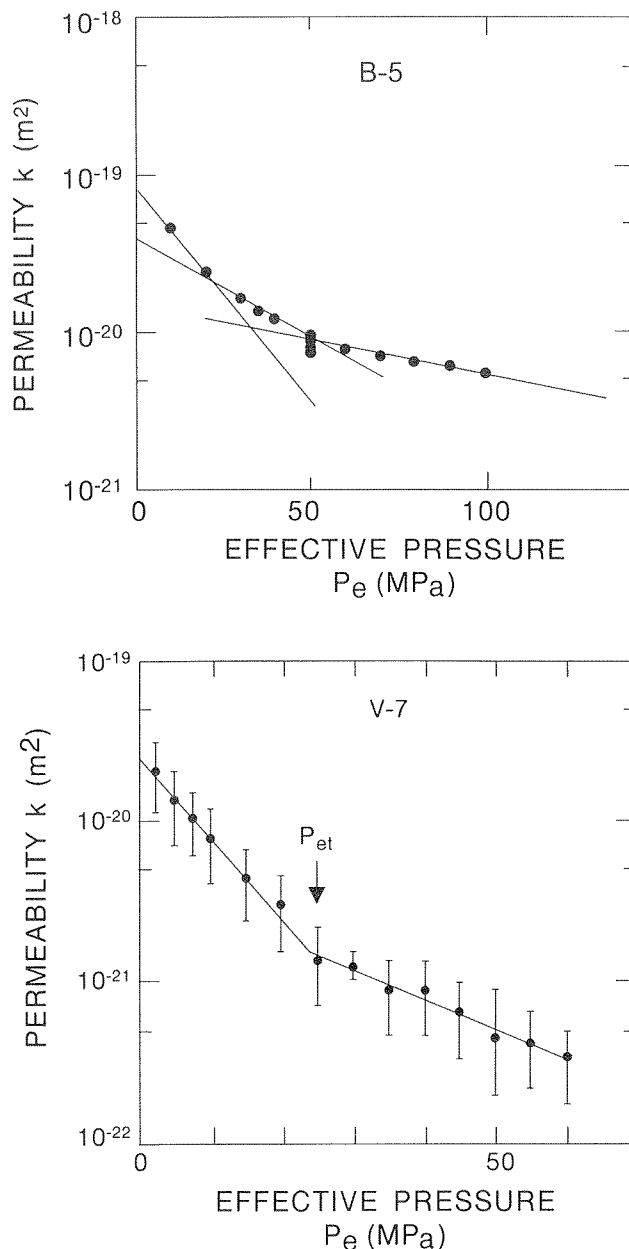 10-18
B-5
10-19
10-20
10-21
PERMEABILITY k (m2)
0
50
100
EFFECTIVE PRESSURE
Pe (MPa)
10-19
V-7
10-20
Pet
10-21
10-22
PERMEABILITY k (m2)
0
50
EFFECTIVE PRESSURE
Pe (MPa)